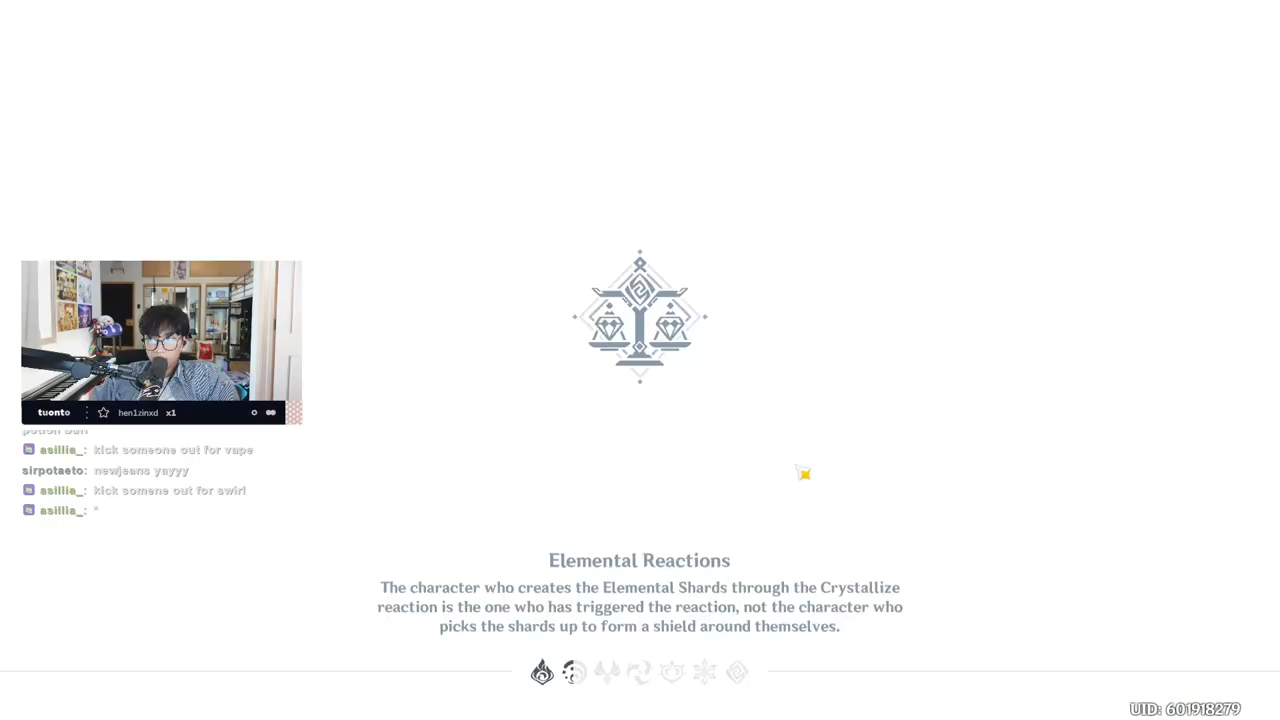 tuonto
hen1zinxd x1
asillia_: kick someone out for vape
sirpotaeto: newjeans yayyy
asillia_: kick somene out for swirl
asillia_: *
Elemental Reactions
The character who creates the Elemental Shards through the Crystallize
reaction is the one who has triggered the reaction, not the character who
picks the shards up to form a shield around themselves.
UID: 601918279